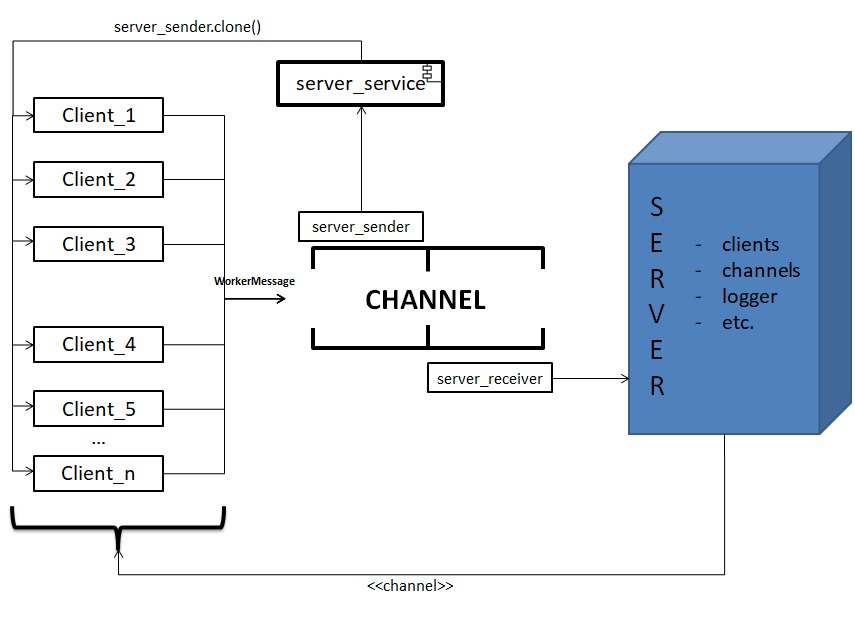 server_sender.clone()
server_service
Client_1
Client_2
Client_3
server_sender
WorkerMessage
CHANNEL
Client_4
server_receiver
Client_5
...
Client_n
S
E
R
V
E
R
- clients
- channels
- logger
- etc.
<<channel>>